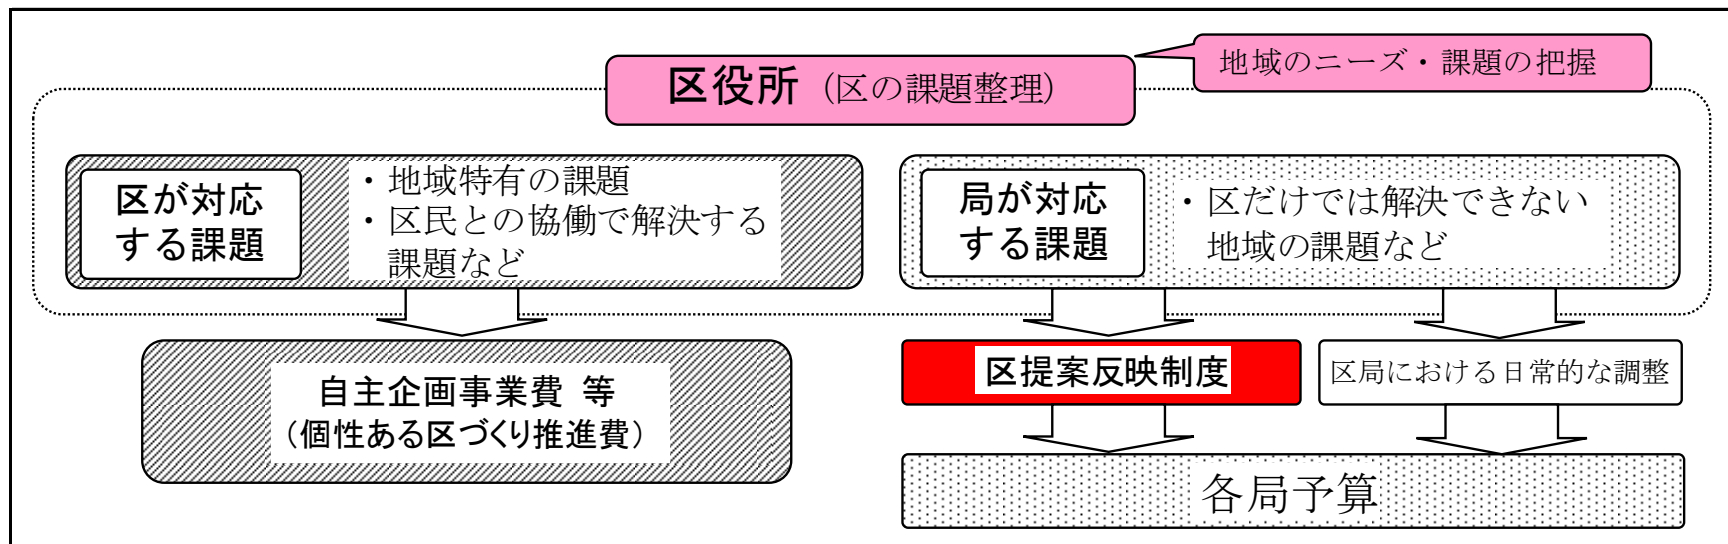 地域のニーズ・課題の把握
区役所（区の課題整理）
区が対応
する課題
・地域特有の課題
・区民との協働で解決する
課題など
局が対応
する課題
・区だけでは解決できない
地域の課題など
自主企画事業費 等
（個性ある区づくり推進費）
区提案反映制度
区局における日常的な調整
各局予算